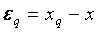 𝜺_q = x_q − x